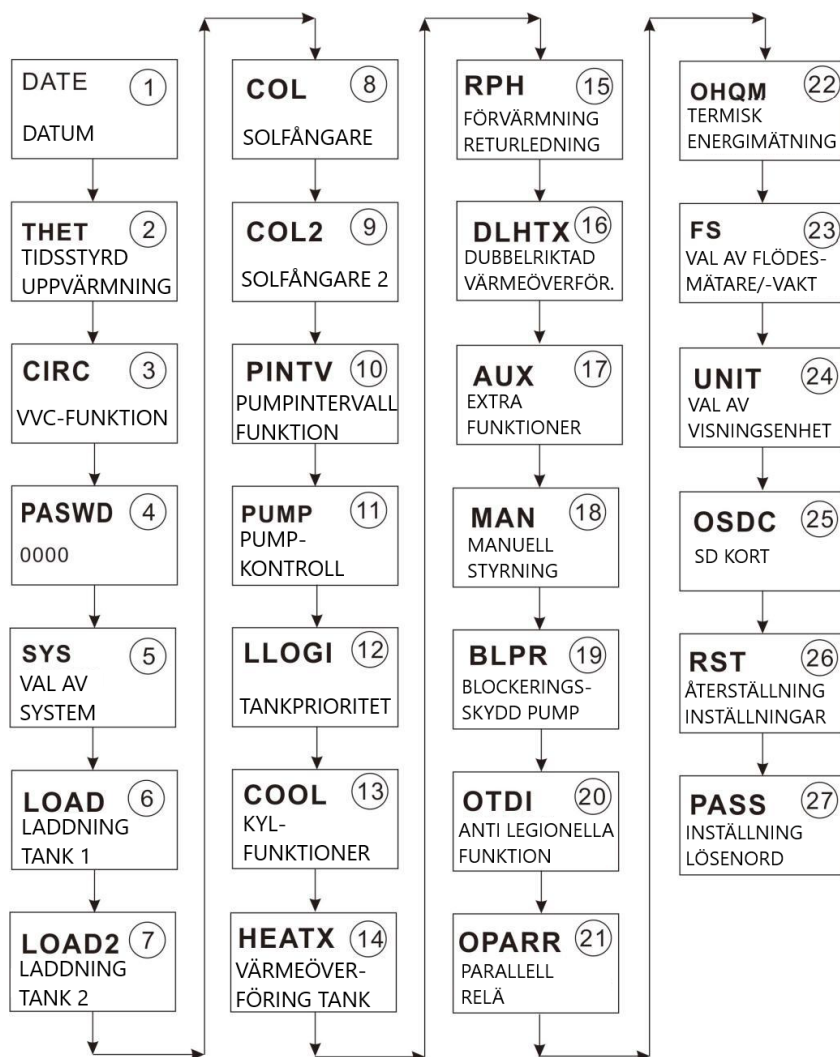 DATE 1
DATUM
THET 2
TIDSSTYRD
UPPVÄRMNING
CIRC 3
VVC-FUNKTION
PASWD 4
0000
SYS 5
VAL AV
SYSTEM
LOAD 6
LADDNING
TANK 1
LOAD2 7
LADDNING
TANK 2
COL 8
SOLFÅNGARE
COL2 9
SOLFÅNGARE 2
PINTV 10
PUMPINTERVALL
FUNKTION
PUMP 11
PUMP-
KONTROLL
LLOGI 12
TANKPRIORITET
COOL 13
KYL-
FUNKTIONER
HEATX 14
VÄRMEÖVER-
FÖRING TANK
RPH 15
FÖRVÄRMNING
RETURLEDNING
DLHTX 16
DUBBELRIKTAD
VÄRMEÖVERFÖR.
AUX 17
EXTRA
FUNKTIONER
MAN 18
MANUELL
STYRNING
BLPR 19
BLOCKERINGS-
SKYDD PUMP
OTDI 20
ANTI LEGIONELLA
FUNKTION
OPARR 21
PARALLELL
RELÄ
OHQM 22
TERMISK
ENERGIMÄTNING
FS 23
VAL AV FLÖDES-
MÄTARE/-VAKT
UNIT 24
VAL AV
VISNINGSENHET
OSDC 25
SD KORT
RST 26
ÅTERSTÄLLNING
INSTÄLLNINGAR
PASS 27
INSTÄLLNING
LÖSENORD